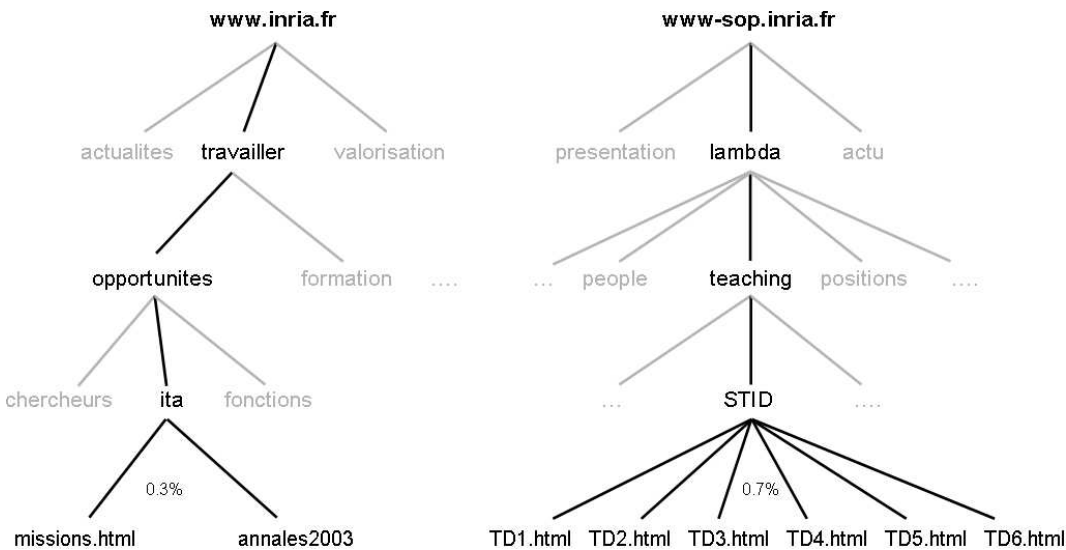 www.inria.fr www-sop.inria.fr
actualites travailler valorisation presentation lambda actu
opportunites formation .... ... people teaching positions ....
chercheurs ita fonctions ... STID ....
0.3% 0.7%
missions.html annales2003 TD1.html TD2.html TD3.html TD4.html TD5.html TD6.html